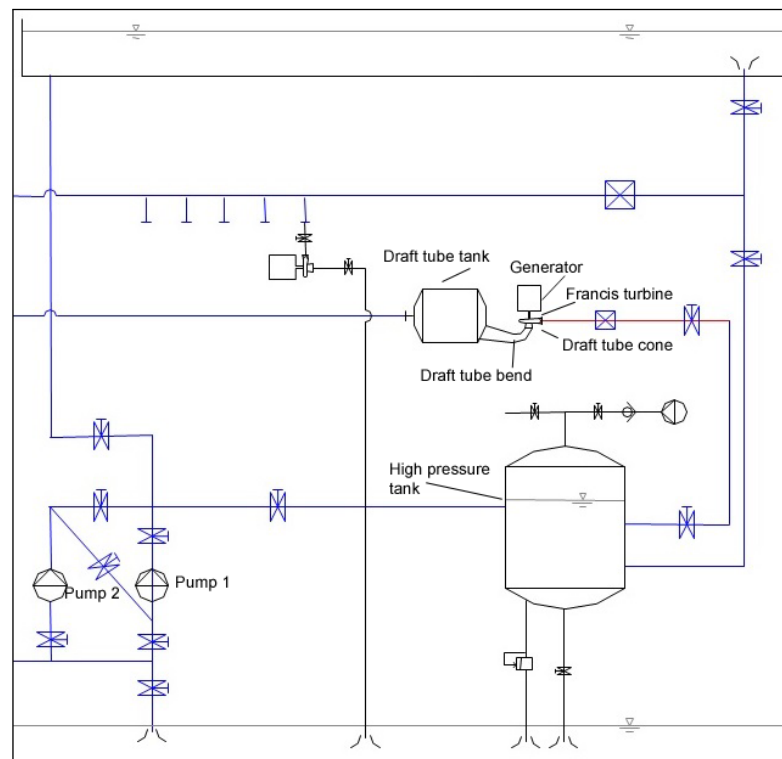 Draft tube tank
Generator
Francis turbine
Draft tube cone
Draft tube bend
High pressure
tank
Pump 1
Pump 2